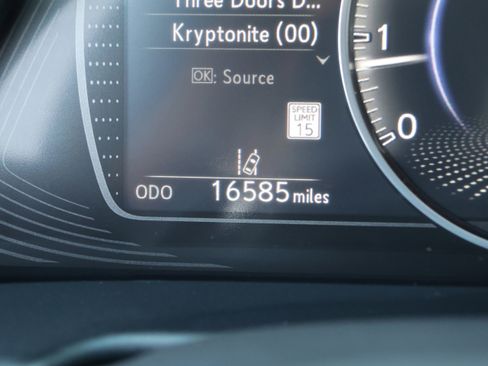 Three Doors D...
Kryptonite (00)
OK: Source
SPEED
LIMIT
15
ODO 16585 miles
1
0